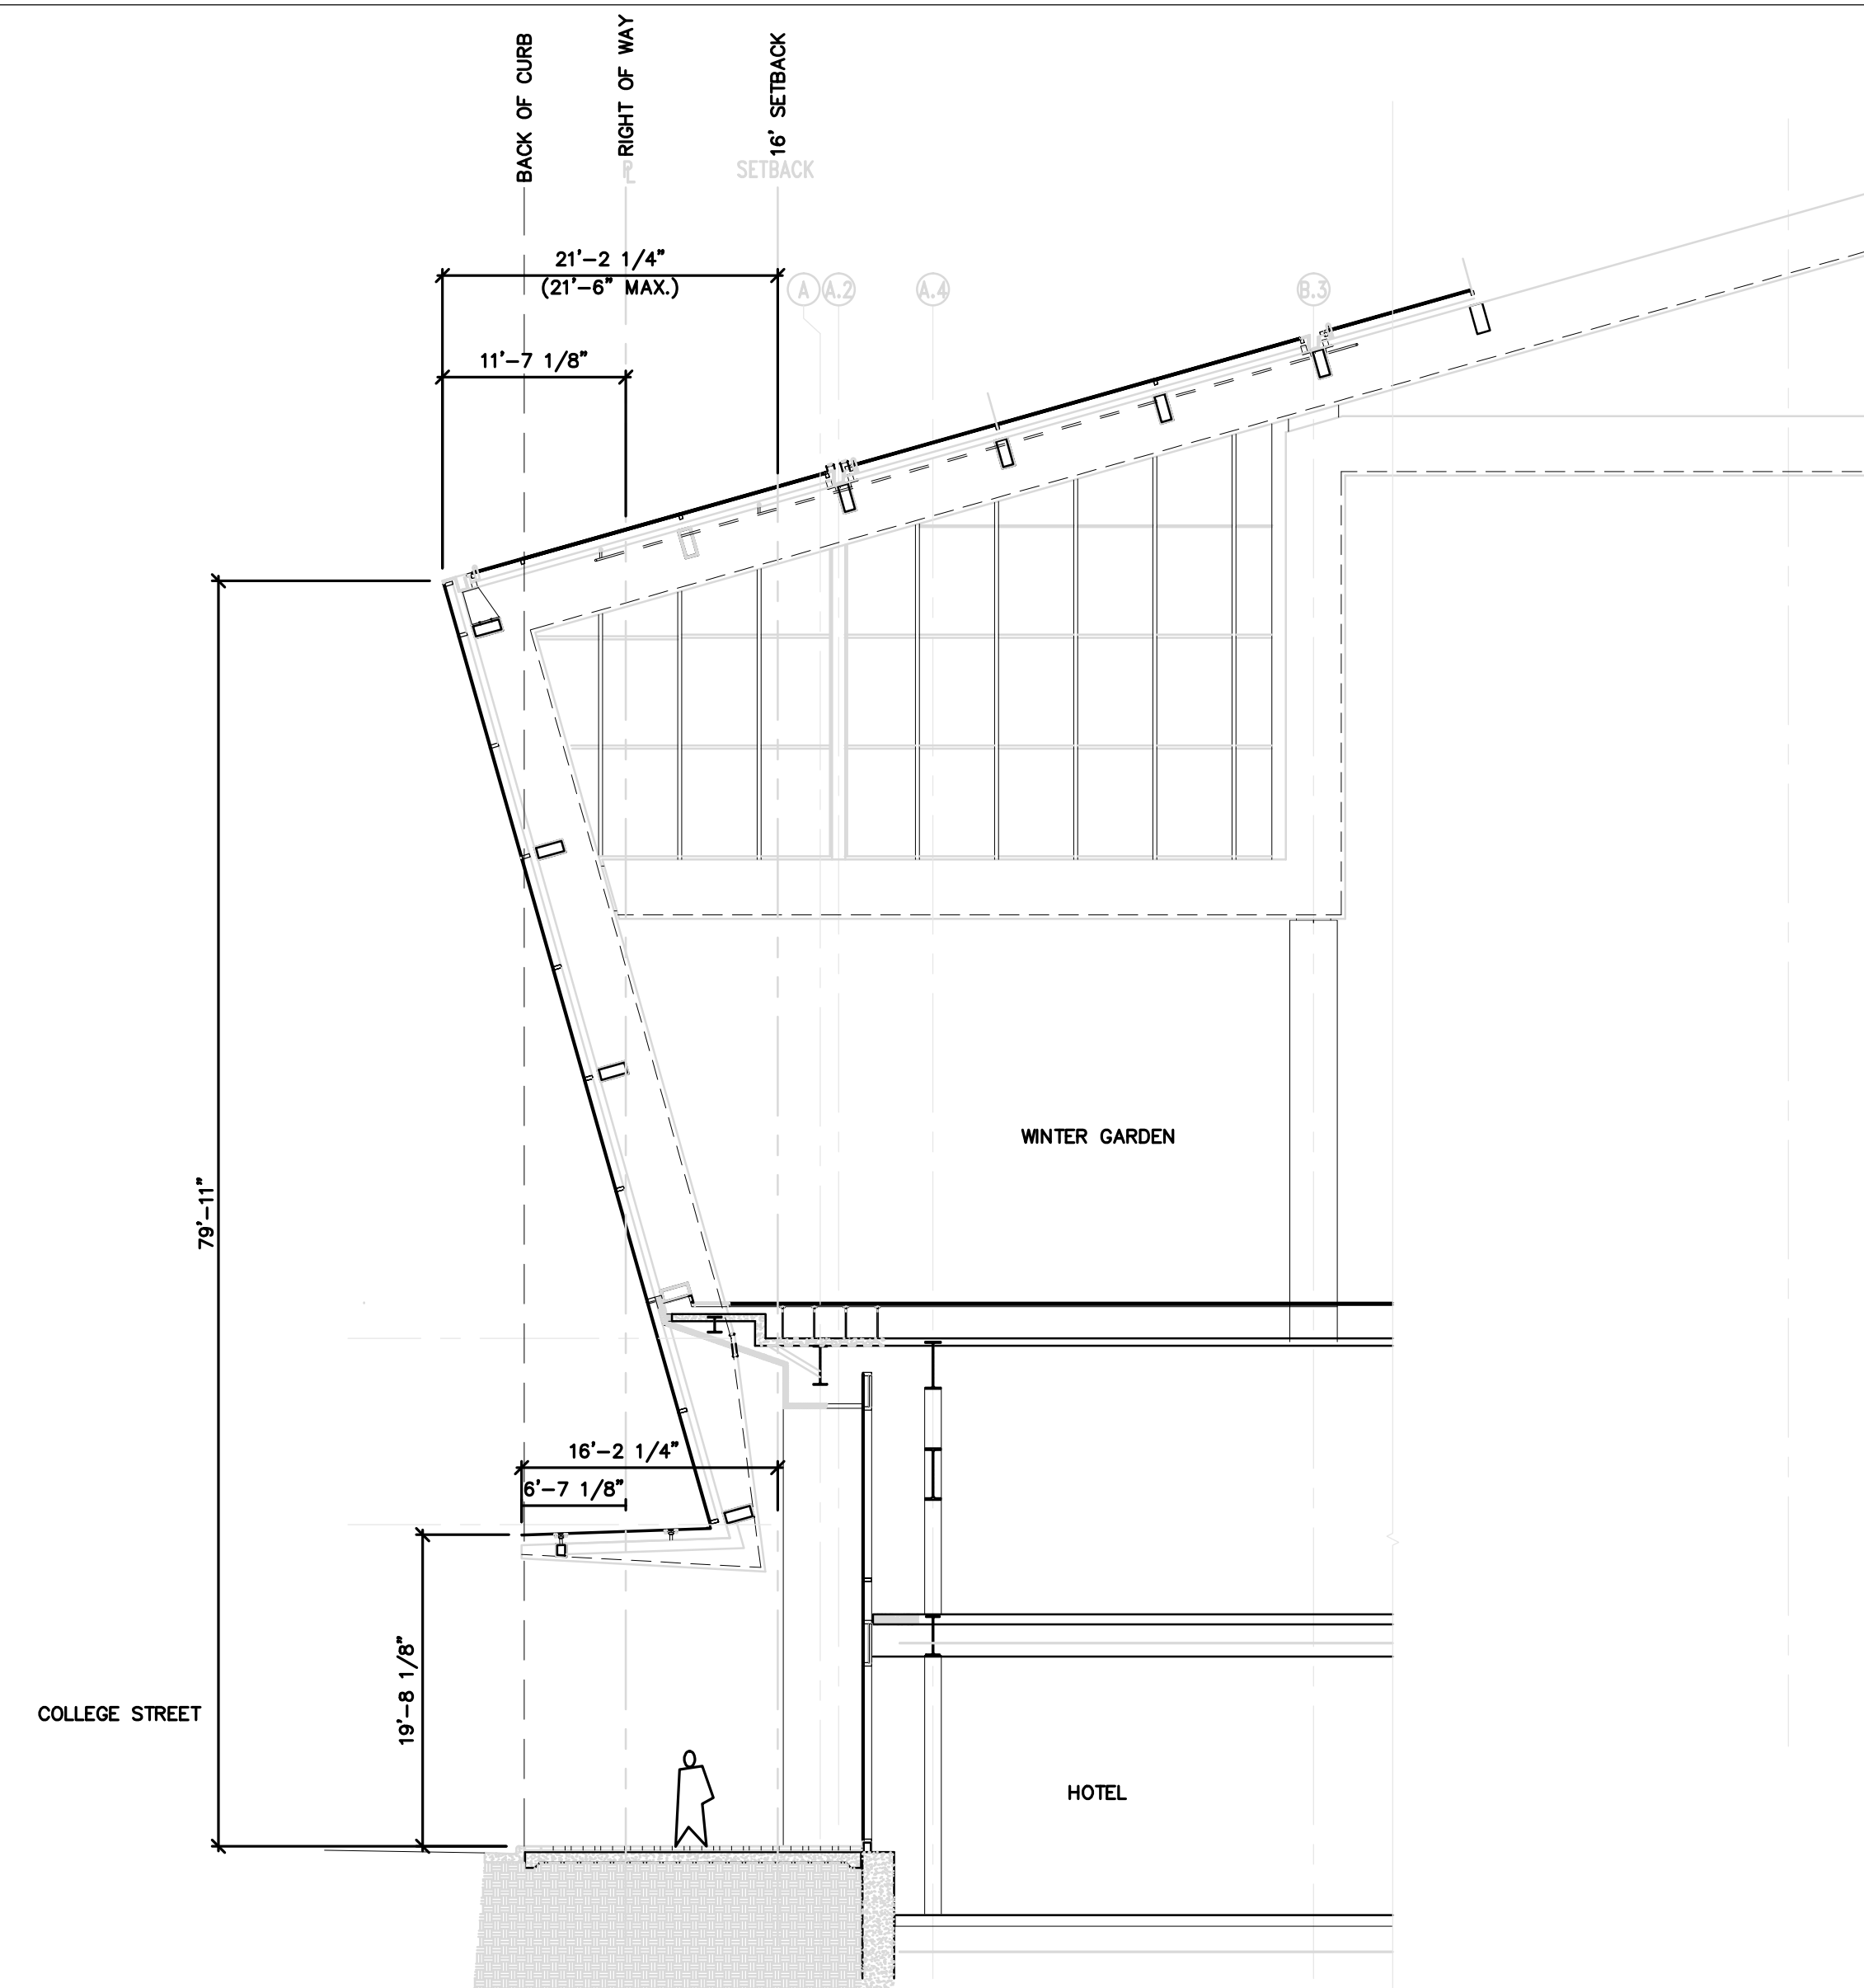 BACK OF CURB
RIGHT OF WAY
16' SETBACK
PL
SETBACK
21'-2 1/4"
(21'-6" MAX.)
A
A.2
A.4
B.3
11'-7 1/8"
79'-11"
WINTER GARDEN
16'-2 1/4"
6'-7 1/8"
19'-8 1/8"
COLLEGE STREET
HOTEL